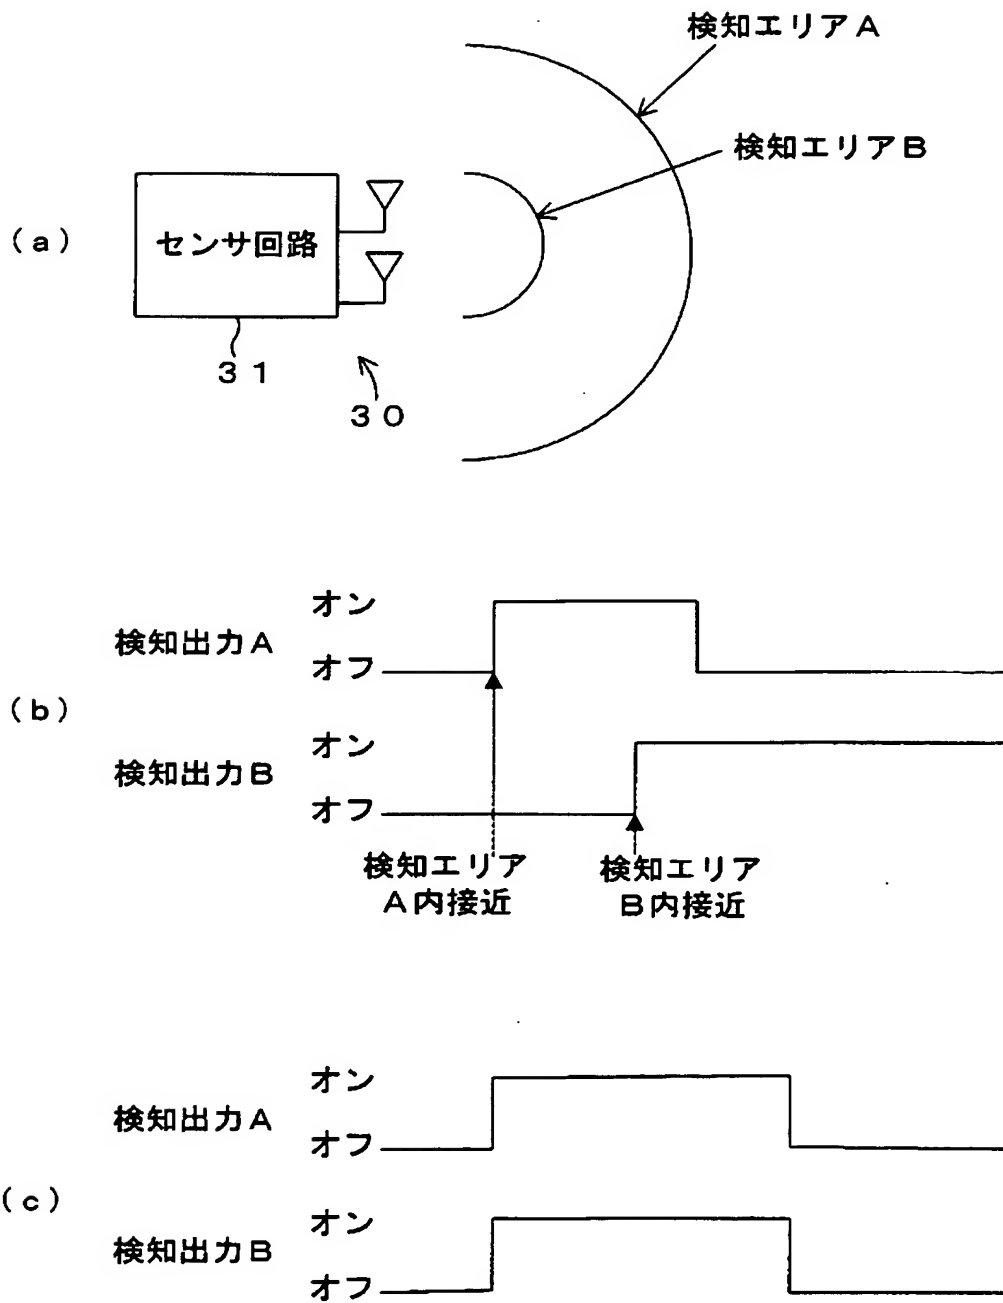 検知エリアA
検知エリアB
(a)
センサ回路
31
30
オン
検知出力A
オフ
(b)
オン
検知出力B
オフ
検知エリア
A内接近
検知エリア
B内接近
オン
検知出力A
オフ
(c)
オン
検知出力B
オフ